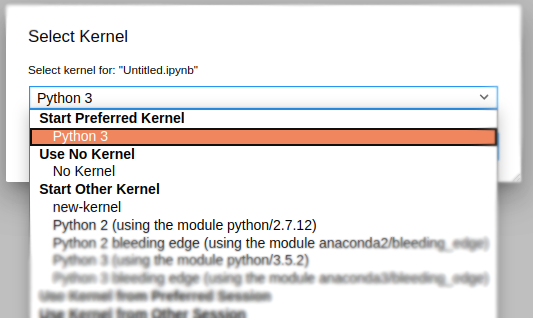 Select Kernel
Select kernel for: "Untitled.ipynb"
Python 3
Start Preferred Kernel
Python 3
Use No Kernel
No Kernel
Start Other Kernel
new-kernel
Python 2 (using the module python/2.7.12)
Python 2 bleeding edge (using the module anaconda2/bleeding_edge)
Python 3 (using the module python/3.5.2)
Python 3 bleeding edge (using the module anaconda3/bleeding_edge)
Use Kernel from Preferred Session
Use Kernel from Other Session